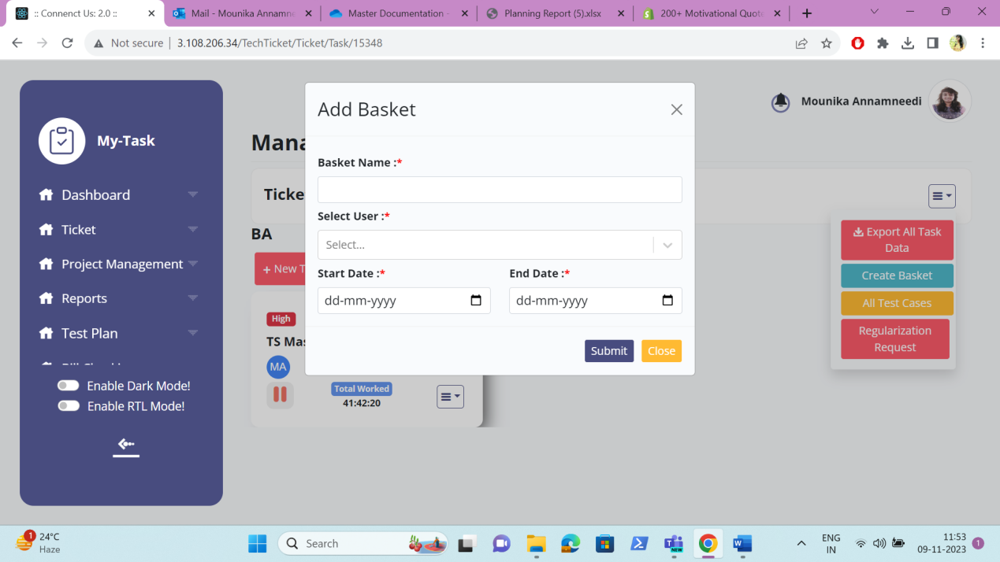 :: Connenct Us: 2.0 ::
Mail - Mounika Annamne
Master Documentation -
Planning Report (5).xlsx
200+ Motivational Quote
Not secure | 3.108.206.34/TechTicket/Ticket/Task/15348
My-Task
Dashboard
Ticket
Project Management
Reports
Test Plan
Enable Dark Mode!
Enable RTL Mode!
Mounika Annamneedi
Mana
Ticke
BA
+ New T
High
TS Mas
MA
Total Worked
41:42:20
Add Basket
Basket Name :*
Select User :*
Select...
Start Date :*
End Date :*
dd-mm-yyyy
dd-mm-yyyy
Submit
Close
Export All Task
Data
Create Basket
All Test Cases
Regularization
Request
1
24°C
Haze
Search
NEW
ENG
IN
11:53
09-11-2023
1